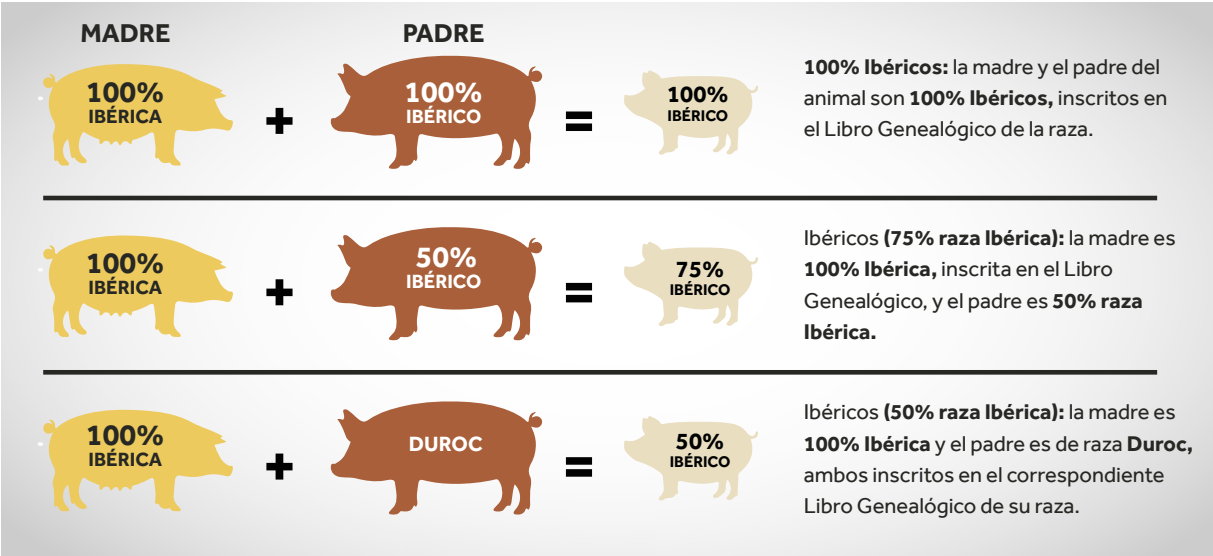 MADRE
PADRE
100%
IBÉRICA
+
100%
IBÉRICO
=
100%
IBÉRICO
100% Ibéricos: la madre y el padre del
animal son 100% Ibéricos, inscritos en
el Libro Genealógico de la raza.
100%
IBÉRICA
+
50%
IBÉRICO
=
75%
IBÉRICO
Ibéricos (75% raza Ibérica): la madre es
100% Ibérica, inscrita en el Libro
Genealógico, y el padre es 50% raza
Ibérica.
100%
IBÉRICA
+
DUROC
=
50%
IBÉRICO
Ibéricos (50% raza Ibérica): la madre es
100% Ibérica y el padre es de raza Duroc,
ambos inscritos en el correspondiente
Libro Genealógico de su raza.